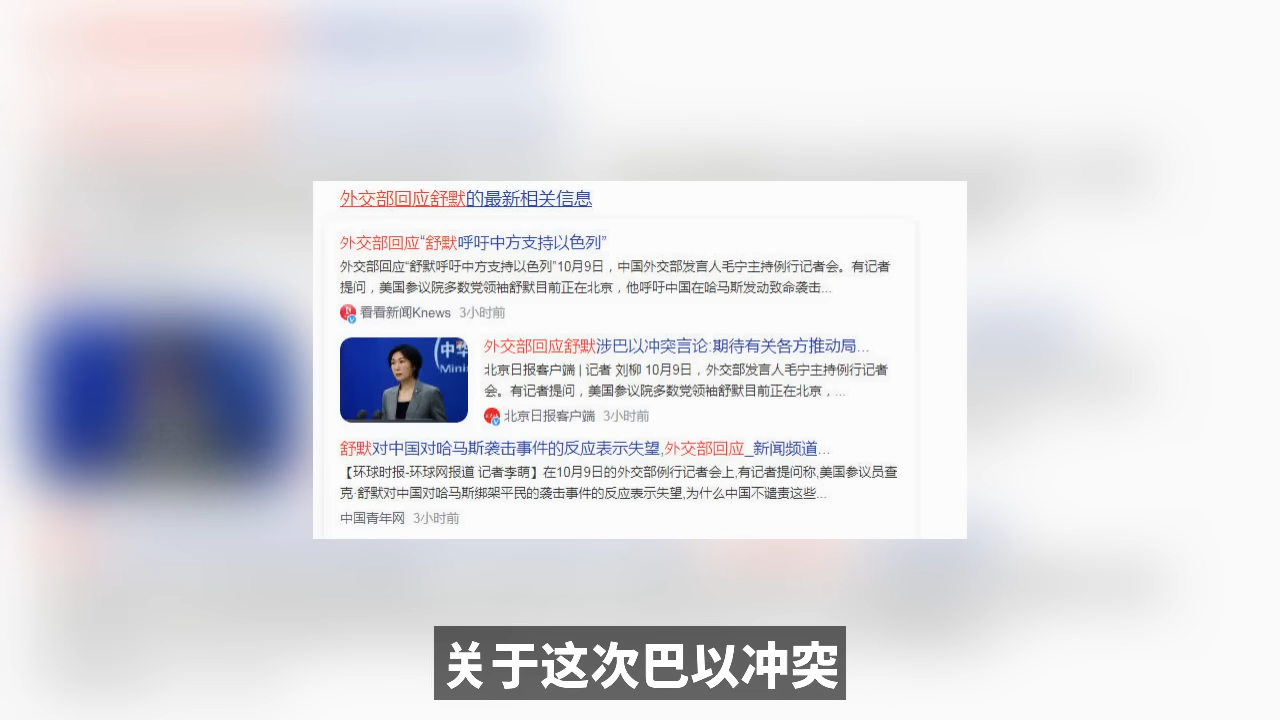 外交部回应舒默的最新相关信息
外交部回应“舒默呼吁中方支持以色列”
外交部回应“舒默呼吁中方支持以色列”10月9日，中国外交部发言人毛宁主持例行记者会。有记者
提问，美国参议院多数党领袖舒默目前正在北京，他呼吁中国在哈马斯发动致命袭击...
看看新闻Knews 3小时前
中华
Minis
外交部回应舒默涉巴以冲突言论:期待有关各方推动局...
北京日报客户端 | 记者 刘柳 10月9日，外交部发言人毛宁主持例行记者
会。有记者提问，美国参议院多数党领袖舒默目前正在北京，...
北京日报客户端 3小时前
舒默对中国对哈马斯袭击事件的反应表示失望,外交部回应_新闻频道...
【环球时报-环球网报道 记者李萌】在10月9日的外交部例行记者会上,有记者提问称,美国参议员查
克·舒默对中国对哈马斯绑架平民的袭击事件的反应表示失望,为什么中国不谴责这些...
中国青年网 3小时前
关于这次巴以冲突